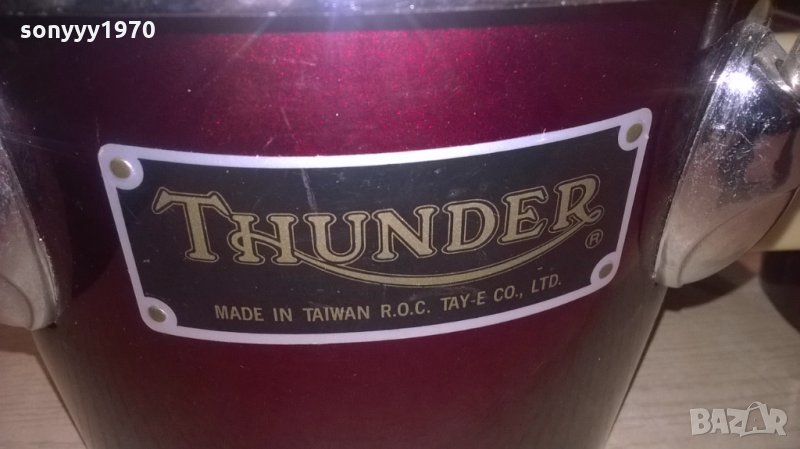 sonyyy1970
THUNDER ®
MADE IN TAIWAN R.O.C. TAY-E CO., LTD.
BAZAR